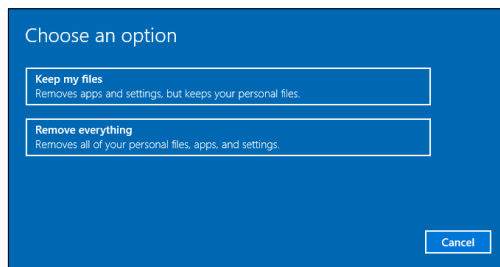 Choose an option
Keep my files
Removes apps and settings, but keeps your personal files.
Remove everything
Removes all of your personal files, apps, and settings.
Cancel